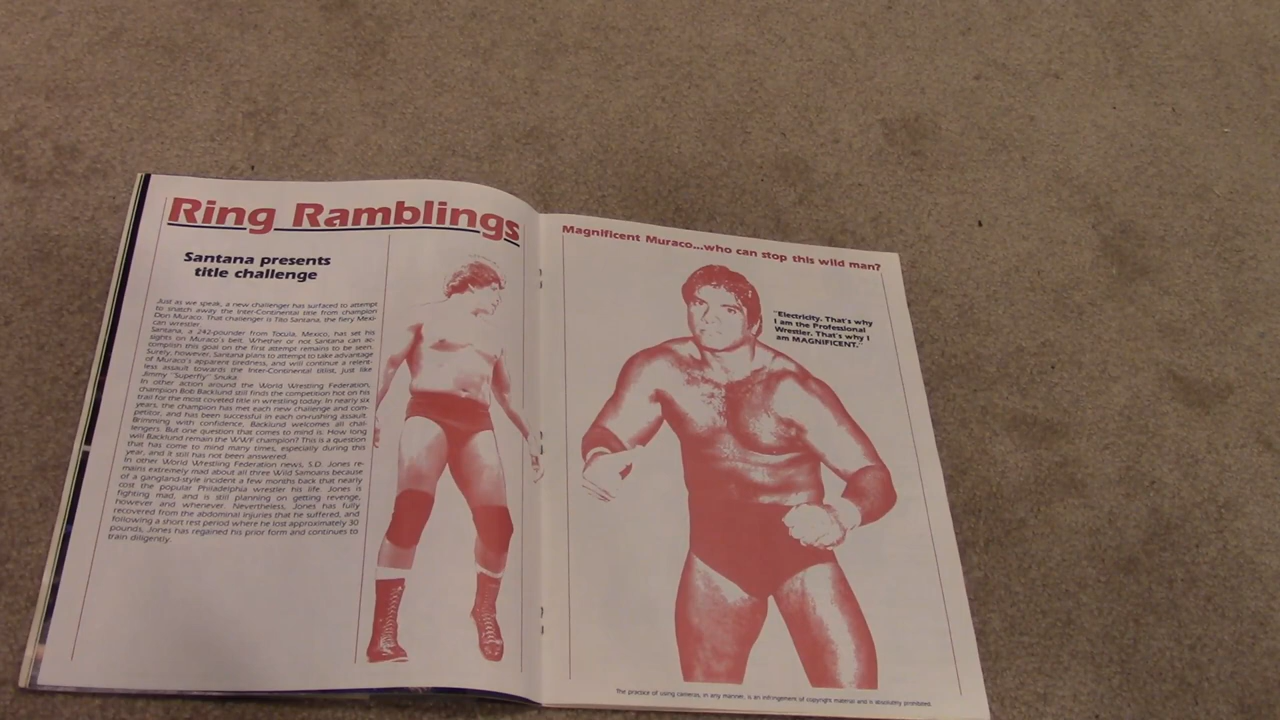 Ring Ramblings
Santana presents
title challenge
Just as we speak, a new challenger has surfaced to attempt
to snatch away the Inter-Continental title from champion
Don Muraco. That challenger is Tito Santana, the fiery Mexi-
can wrestler.
Santana, a 242-pounder from Tocula, Mexico, has set his
sights on Muraco's belt. Whether or not Santana can ac-
complish this goal on the first attempt remains to be seen.
Surely, however, Santana plans to attempt to take advantage
of Muraco's apparent tiredness, and will continue a relent-
less assault towards the Inter-Continental titlist, just like
Jimmy "Superfly" Snuka.
In other action around the World Wrestling Federation,
champion Bob Backlund still finds the competition hot on his
trail for the most coveted title in wrestling today. In nearly six
years, the champion has met each new challenge and com-
petitor, and has been successful in each on-rushing assault.
Brimming with confidence, Backlund welcomes all chal-
lengers. But one question that comes to mind is: How long
will Backlund remain the WWF champion? This is a question
that has come to mind many times, especially during this
year, and it still has not been answered.
In other World Wrestling Federation news, S.D. Jones re-
mains extremely mad about all three Wild Samoans because
of a gangland-style incident a few months back that nearly
cost the popular Philadelphia wrestler his life. Jones is
fighting mad, and is still planning on getting revenge,
however and whenever. Nevertheless, Jones has fully
recovered from the abdominal injuries that he suffered, and
following a short rest period where he lost approximately 30
pounds, Jones has regained his prior form and continues to
train diligently.
Magnificent Muraco...who can stop this wild man?
"Electricity. That's why
I am the Professional
Wrestler. That's why I
am MAGNIFICENT."
The practice of using cameras, in any manner, is an infringement of copyright material and is absolutely prohibited.